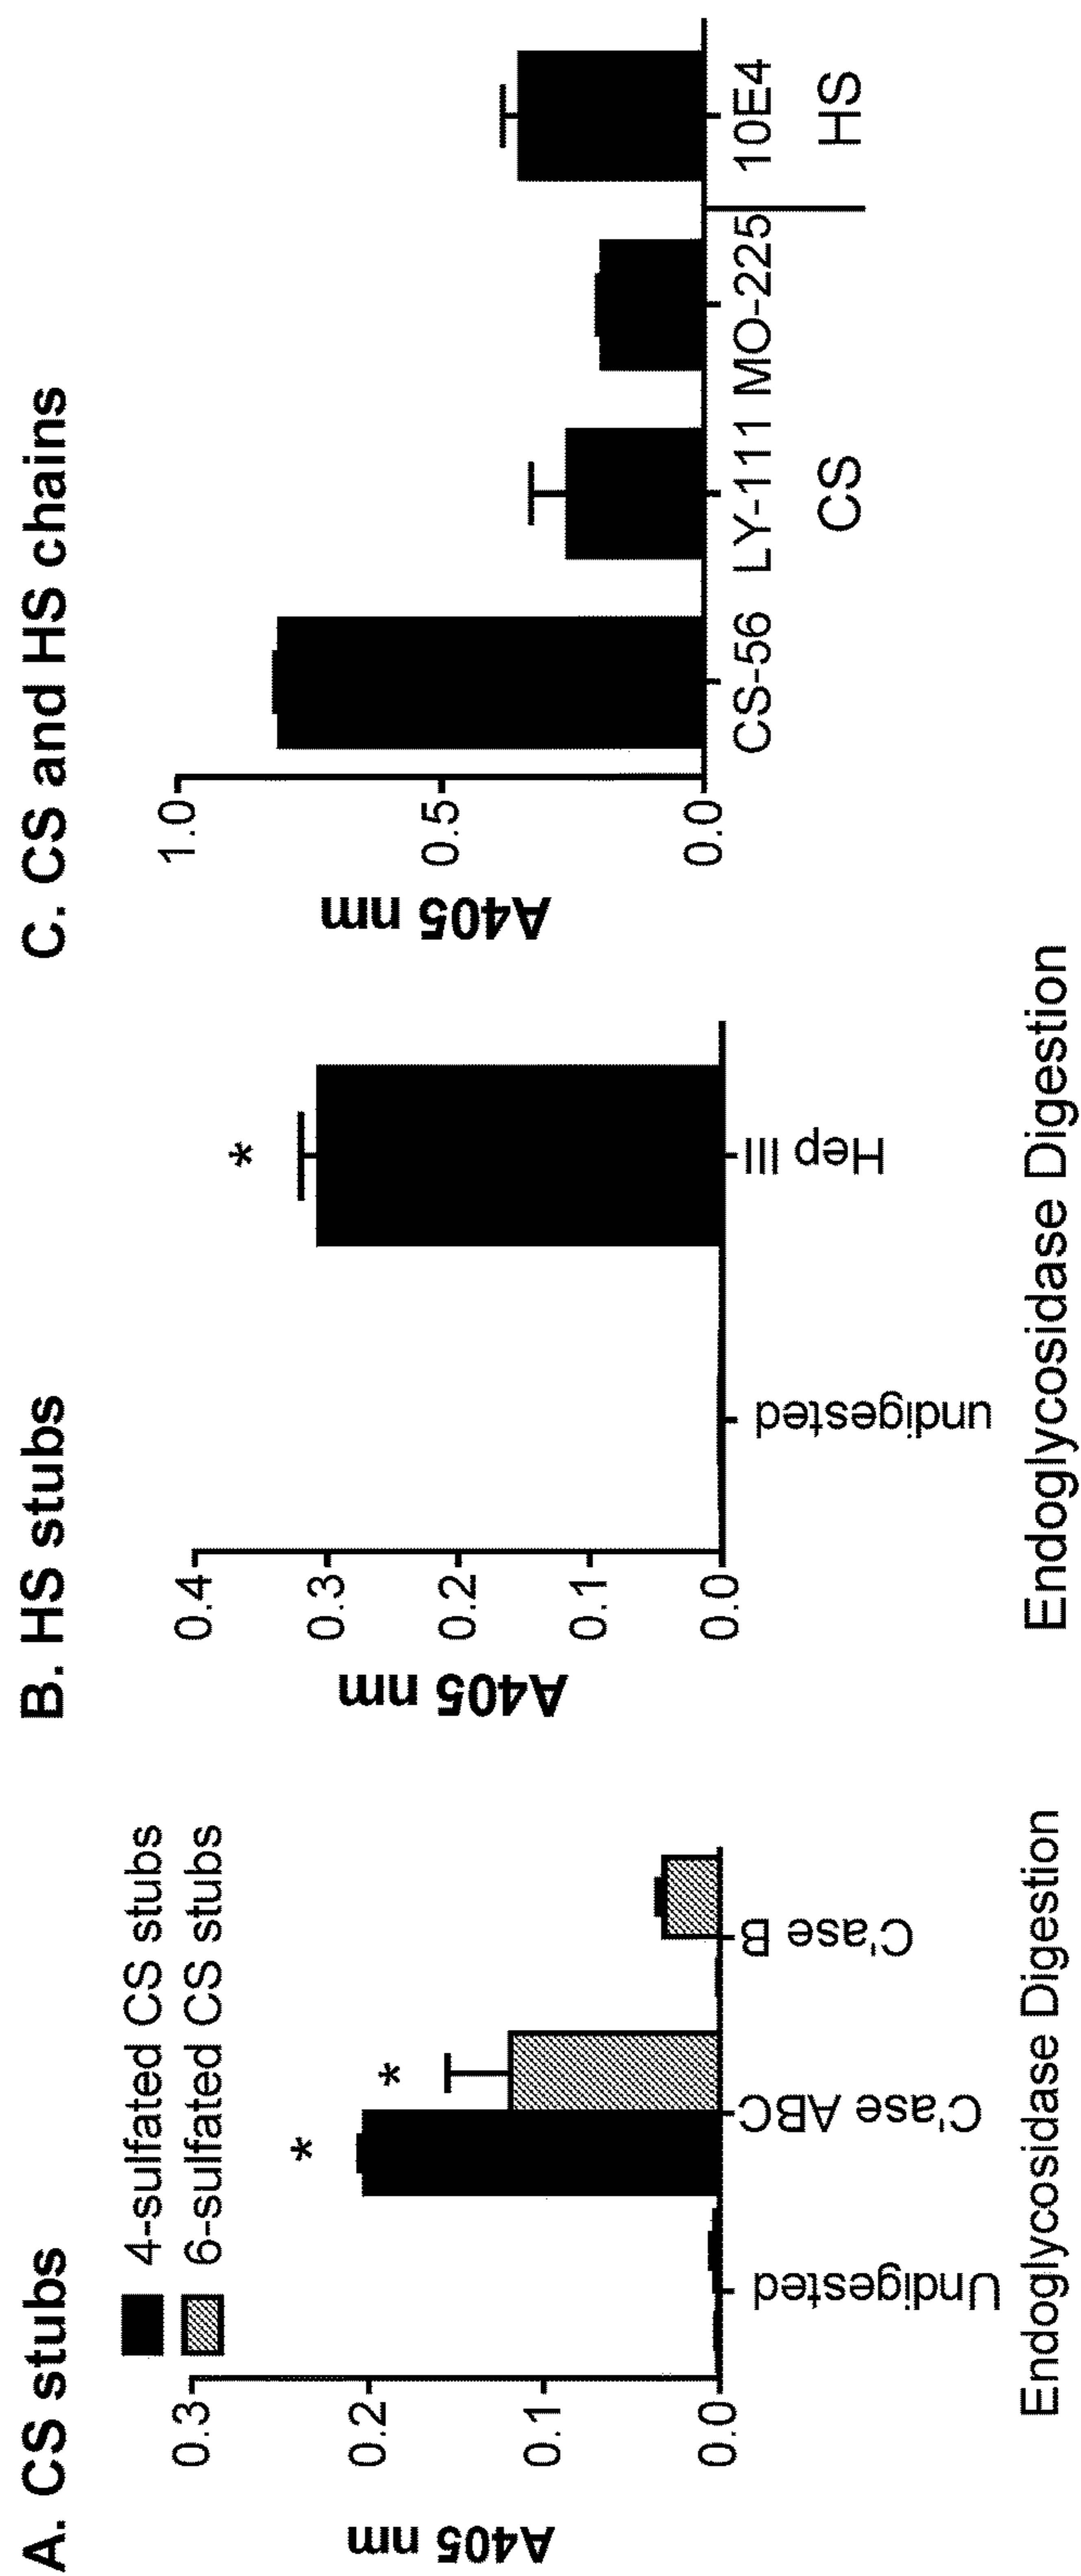 A. CS stubs
4-sulfated CS stubs
6-sulfated CS stubs
A405 nm
0.3
0.2
0.1
0.0
*
*
Undigested
C'ase ABC
C'ase B
Endoglycosidase Digestion
B. HS stubs
A405 nm
0.4
0.3
0.2
0.1
0.0
*
undigested
Hep III
Endoglycosidase Digestion
C. CS and HS chains
A405 nm
1.0
0.5
0.0
CS-56 LY-111 MO-225 10E4
CS HS